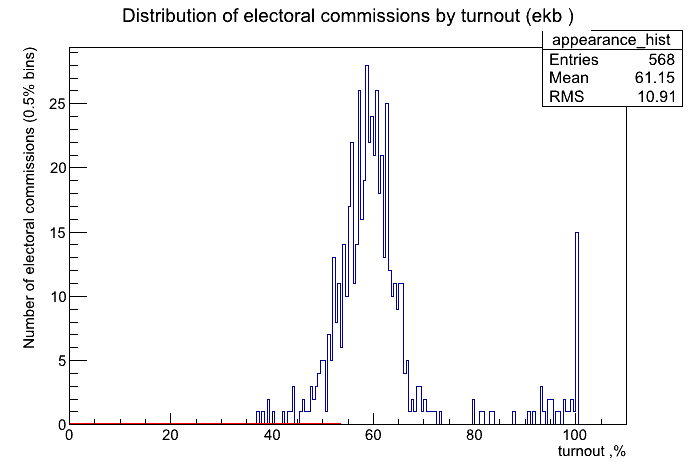 Distribution of electoral commissions by turnout (ekb )
appearance_hist
Entries 568
Mean 61.15
RMS 10.91
Number of electoral commissions (0.5% bins)
25
20
15
10
5
0
0 20 40 60 80 100
turnout ,%